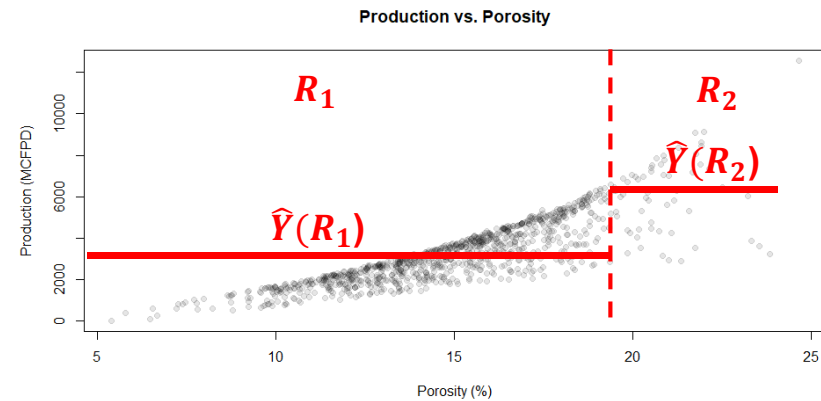 Production vs. Porosity
R₁
R₂
Ŷ(R₁)
Ŷ(R₂)
Production (MCFPD)
10000
6000
2000
0
5
10
15
20
25
Porosity (%)